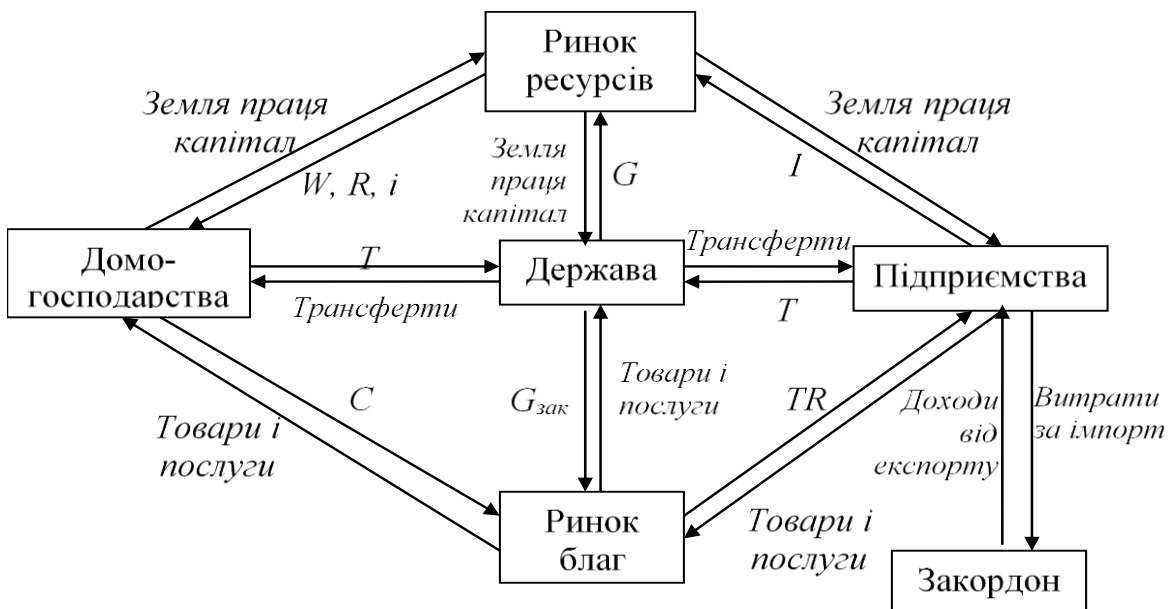 Ринок
ресурсів
Земля праця
капітал
Земля праця
капітал
Земля
праця
капітал
G
I
W, R, i
Домо-
господарства
T
Трансферти
Держава
Трансферти
T
Підприємства
C
Товари і
послуги
Gзак
Товари і
послуги
TR
Доходи
від
експорту
Витрати
за імпорт
Ринок
благ
Товари і
послуги
Закордон